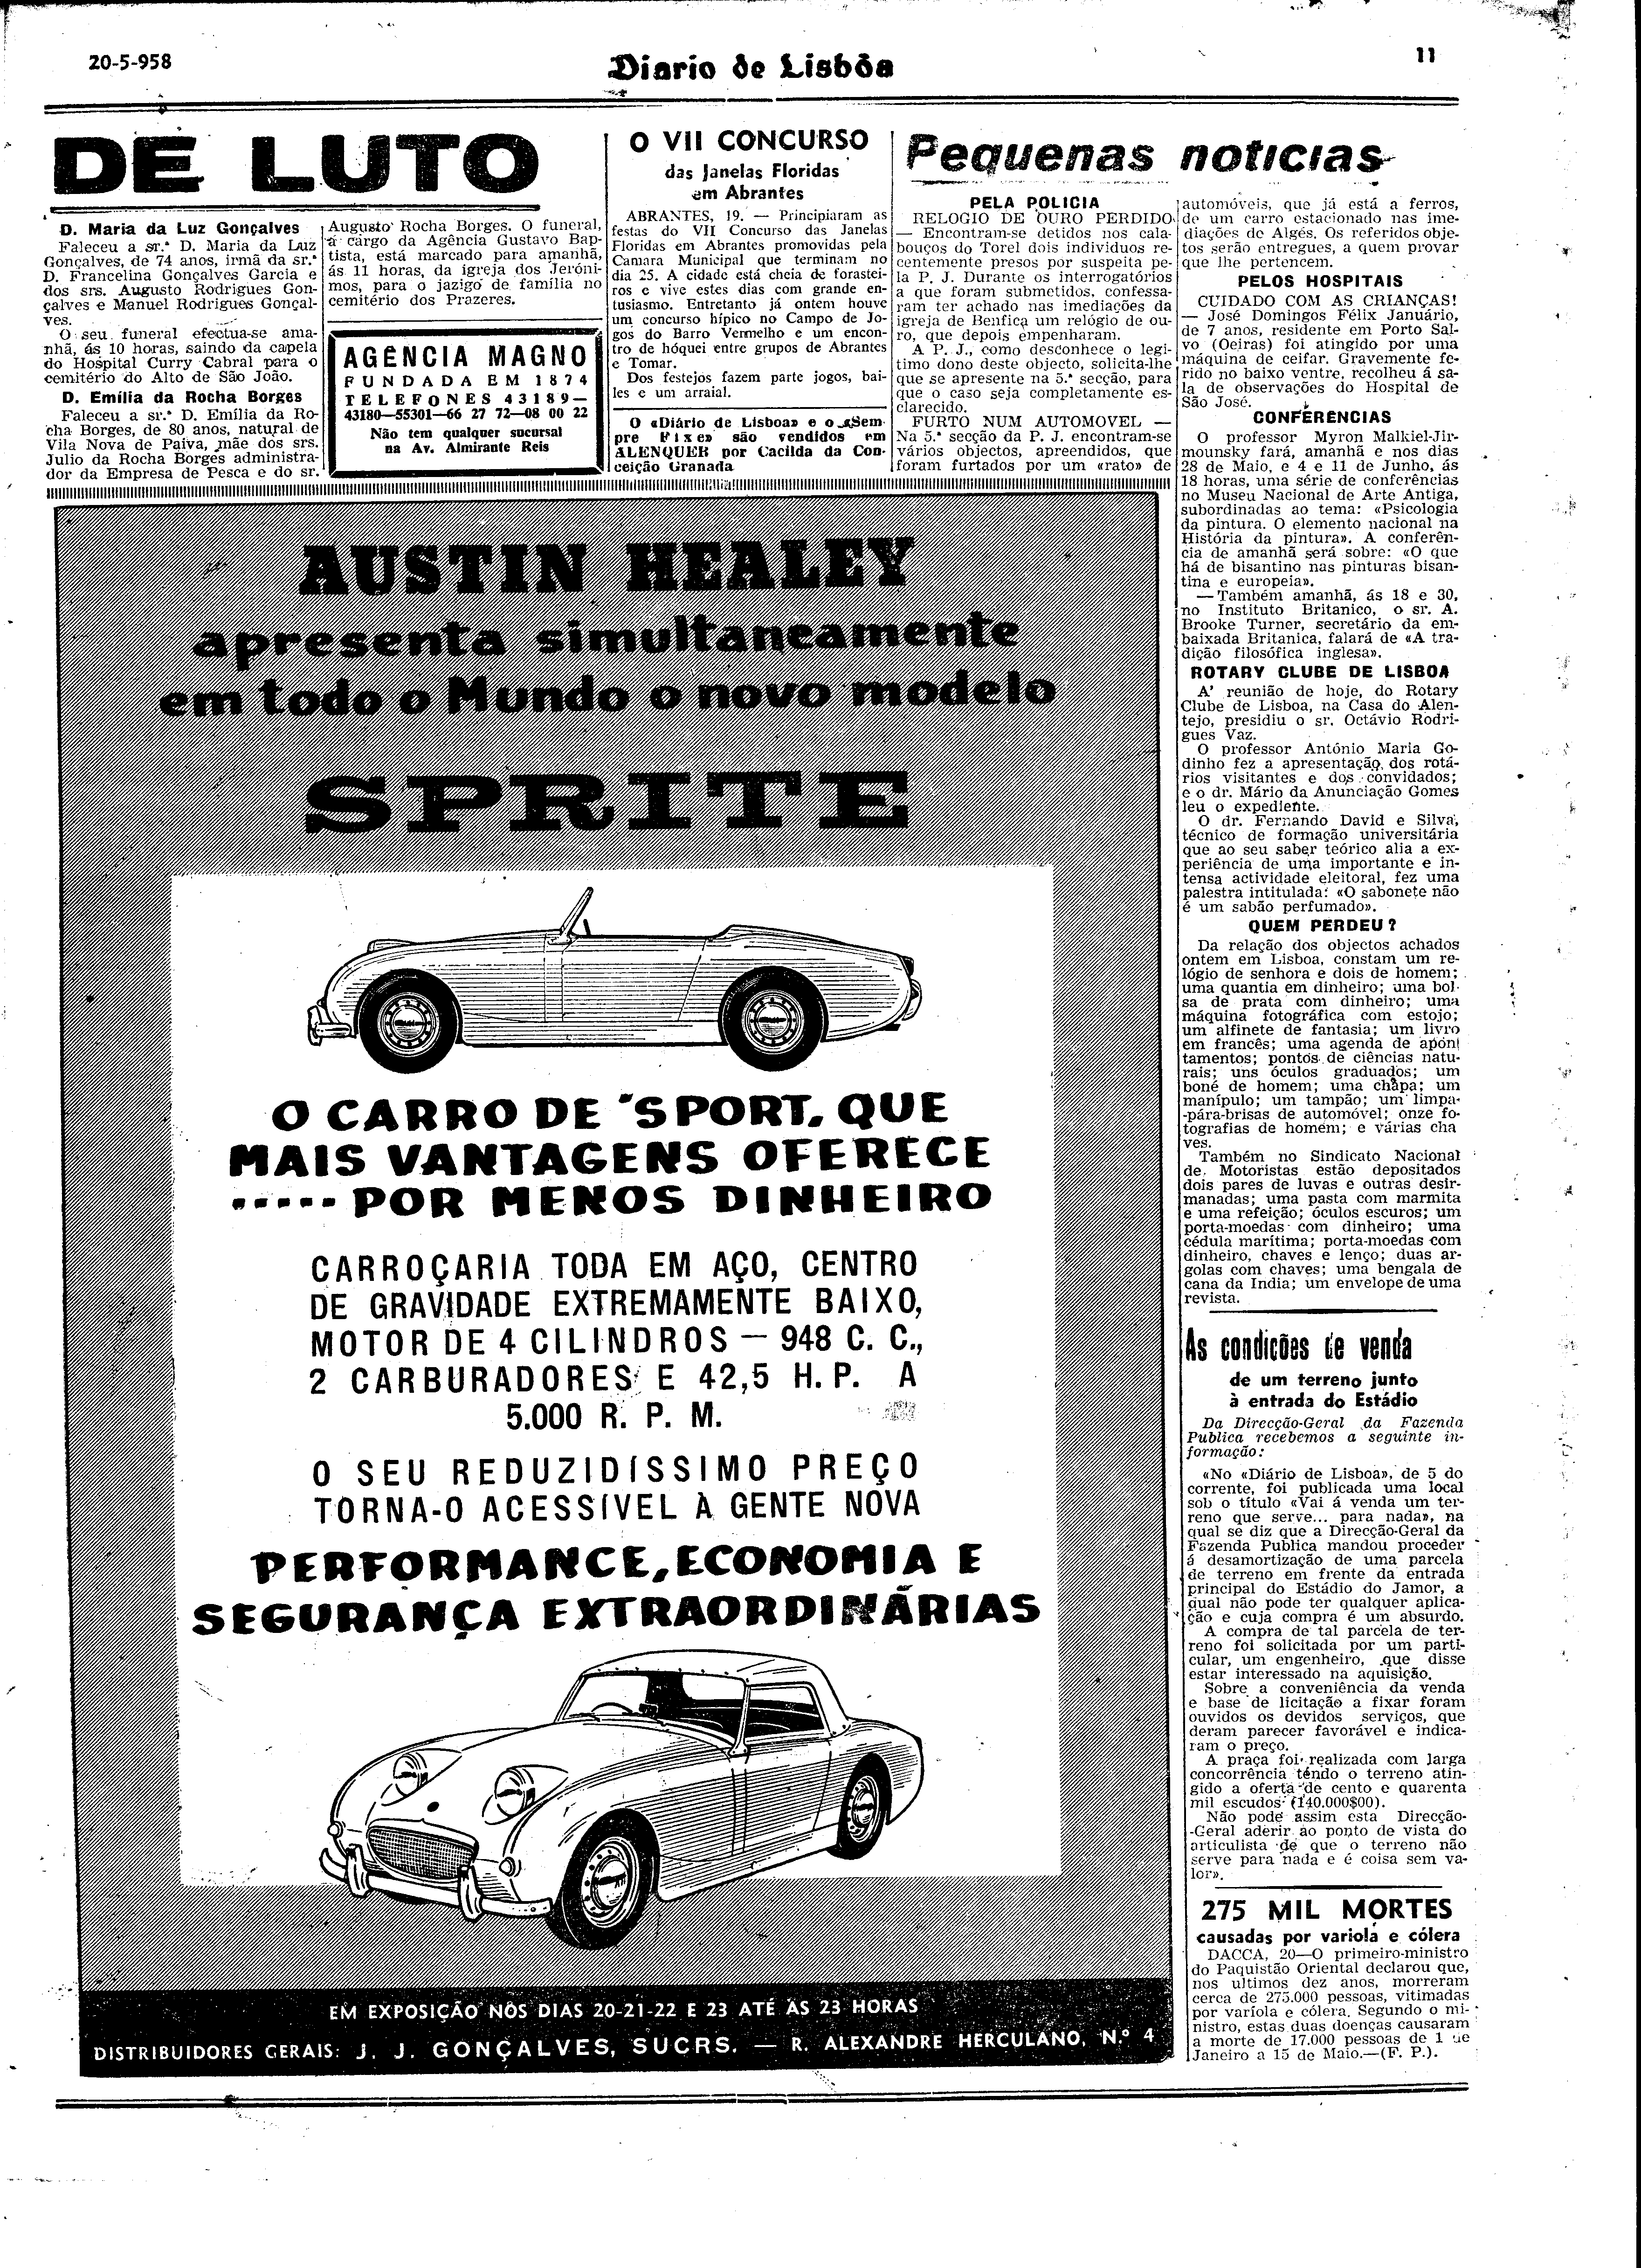 20-5-958
Diario de Lisbôa
11
DE LUTO
D. Maria da Luz Gonçalves
Faleceu a sr.ª D. Maria da Luz
Gonçalves, de 74 anos, irmã da sr.ª
D. Francelina Gonçalves Garcia e
dos srs. Augusto Rodrigues Gon-
çalves e Manuel Rodrigues Gonçal-
ves.
O seu funeral efectua-se ama-
nhã, ás 10 horas, saindo da capela
do Hospital Curry Cabral para o
cemitério do Alto de São João.
D. Emília da Rocha Borges
Faleceu a sr.ª D. Emília da Ro-
cha Borges, de 80 anos, natural de
Vila Nova de Paiva, mãe dos srs.
Julio da Rocha Borges administra-
dor da Empresa de Pesca e do sr.
Augusto Rocha Borges. O funeral,
a cargo da Agência Gustavo Bap-
tista, está marcado para amanhã,
ás 11 horas, da igreja dos Jeróni-
mos, para o jazigo de família no
cemitério dos Prazeres.
AGÊNCIA MAGNO
FUNDADA EM 1874
TELEFONES 43189—
43180—55301—66 27 72—08 00 22
Não tem qualquer sucursal
na Av. Almirante Reis
O VII CONCURSO
das Janelas Floridas
em Abrantes
ABRANTES, 19. — Principiaram as
festas do VII Concurso das Janelas
Floridas em Abrantes promovidas pela
Camara Municipal que terminam no
dia 25. A cidade está cheia de forastei-
ros e vive estes dias com grande en-
tusiasmo. Entretanto já ontem houve
um concurso hípico no Campo de Jo-
gos do Barro Vermelho e um encon-
tro de hóquei entre grupos de Abrantes
e Tomar.
Dos festejos fazem parte jogos, bai-
les e um arraial.
O «Diário de Lisboa» e o «Sem
pre Fixe» são vendidos em
ALENQUER por Cacilda da Con-
ceição Granada
Pequenas noticias
PELA POLICIA
RELOGIO DE OURO PERDIDO
— Encontram-se detidos nos cala-
bouços do Torel dois individuos re-
centemente presos por suspeita pe-
la P. J. Durante os interrogatórios
a que foram submetidos, confessa-
ram ter achado nas imediações da
igreja de Benfica um relógio de ou-
ro, que depois empenharam.
A P. J., como desconhece o legi-
timo dono deste objecto, solicita-lhe
que se apresente na 5.ª secção, para
que o caso seja completamente es-
clarecido.
FURTO NUM AUTOMOVEL —
Na 5.ª secção da P. J. encontram-se
vários objectos, apreendidos, que
foram furtados por um «rato» de
automóveis, que já está a ferros,
de um carro estacionado nas ime-
diações de Algés. Os referidos obje-
tos serão entregues, a quem provar
que lhe pertencem.
PELOS HOSPITAIS
CUIDADO COM AS CRIANÇAS!
— José Domingos Félix Januário,
de 7 anos, residente em Porto Sal-
vo (Oeiras) foi atingido por uma
máquina de ceifar. Gravemente fe-
rido no baixo ventre, recolheu á sa-
la de observações do Hospital de
São José.
CONFERENCIAS
O professor Myron Malkiel-Jir-
mounsky fará, amanhã e nos dias
28 de Maio, e 4 e 11 de Junho, ás
18 horas, uma série de conferências
no Museu Nacional de Arte Antiga,
subordinadas ao tema: «Psicologia
da pintura. O elemento nacional na
História da pintura». A conferên-
cia de amanhã será sobre: «O que
há de bisantino nas pinturas bisan-
tina e europeia».
— Também amanhã, ás 18 e 30,
no Instituto Britanico, o sr. A.
Brooke Turner, secretário da em-
baixada Britanica, falará de «A tra-
dição filosófica inglesa».
ROTARY CLUBE DE LISBOA
A' reunião de hoje, do Rotary
Clube de Lisboa, na Casa do Alen-
tejo, presidiu o sr. Octávio Rodri-
gues Vaz.
O professor António Maria Go-
dinho fez a apresentação dos rotá-
rios visitantes e dos convidados;
e o dr. Mário da Anunciação Gomes
leu o expediente.
O dr. Fernando David e Silva,
técnico de formação universitária
que ao seu saber teórico alia a ex-
periência de uma importante e in-
tensa actividade eleitoral, fez uma
palestra intitulada: «O sabonete não
é um sabão perfumado».
QUEM PERDEU?
Da relação dos objectos achados
ontem em Lisboa, constam um re-
lógio de senhora e dois de homem;
uma quantia em dinheiro; uma bol-
sa de prata com dinheiro; uma
máquina fotográfica com estojo;
um alfinete de fantasia; um livro
em francês; uma agenda de apon
tamentos; pontos de ciências natu-
rais; uns óculos graduados; um
boné de homem; uma chapa; um
manípulo; um tampão; um limpa-
-pára-brisas de automóvel; onze fo-
tografias de homem; e várias cha
ves.
Também no Sindicato Nacional
de Motoristas estão depositados
dois pares de luvas e outras desir-
manadas; uma pasta com marmita
e uma refeição; óculos escuros; um
porta-moedas com dinheiro; uma
cédula marítima; porta-moedas com
dinheiro, chaves e lenço; duas ar-
golas com chaves; uma bengala de
cana da India; um envelope de uma
revista.
As condições de venda
de um terreno junto
à entrada do Estádio
Da Direcção-Geral da Fazenda
Publica recebemos a seguinte in-
formação:
«No «Diário de Lisboa», de 5 do
corrente, foi publicada uma local
sob o título «Vai á venda um ter-
reno que serve... para nada», na
qual se diz que a Direcção-Geral da
Fazenda Publica mandou proceder
á desamortização de uma parcela
de terreno em frente da entrada
principal do Estádio do Jamor, a
qual não pode ter qualquer aplica-
ção e cuja compra é um absurdo.
A compra de tal parcela de ter-
reno foi solicitada por um parti-
cular, um engenheiro, que disse
estar interessado na aquisição.
Sobre a conveniência da venda
e base de licitação a fixar foram
ouvidos os devidos serviços, que
deram parecer favorável e indica-
ram o preço.
A praça foi realizada com larga
concorrência tendo o terreno atin-
gido a oferta de cento e quarenta
mil escudos (140.000$00).
Não pode assim esta Direcção-
-Geral aderir ao ponto de vista do
articulista de que o terreno não
serve para nada e é coisa sem va-
lor».
275 MIL MORTES
causadas por variola e cólera
DACCA, 20—O primeiro-ministro
do Paquistão Oriental declarou que,
nos ultimos dez anos, morreram
cerca de 275.000 pessoas, vitimadas
por varíola e cólera. Segundo o mi-
nistro, estas duas doenças causaram
a morte de 17.000 pessoas de 1 de
Janeiro a 15 de Maio.—(F. P.).
AUSTIN HEALEY
apresenta simultaneamente
em todo o Mundo o novo modelo
SPRITE
O CARRO DE "SPORT, QUE
MAIS VANTAGENS OFERECE
..... POR MENOS DINHEIRO
CARROÇARIA TODA EM AÇO, CENTRO
DE GRAVIDADE EXTREMAMENTE BAIXO,
MOTOR DE 4 CILINDROS — 948 C. C.,
2 CARBURADORES E 42,5 H. P. A
5.000 R. P. M.
O SEU REDUZIDÍSSIMO PREÇO
TORNA-O ACESSÍVEL À GENTE NOVA
PERFORMANCE, ECONOMIA E
SEGURANÇA EXTRAORDINÁRIAS
EM EXPOSIÇÃO NOS DIAS 20-21-22 E 23 ATÉ ÀS 23 HORAS
DISTRIBUIDORES GERAIS: J. J. GONÇALVES, SUCRS. — R. ALEXANDRE HERCULANO, N.º 4